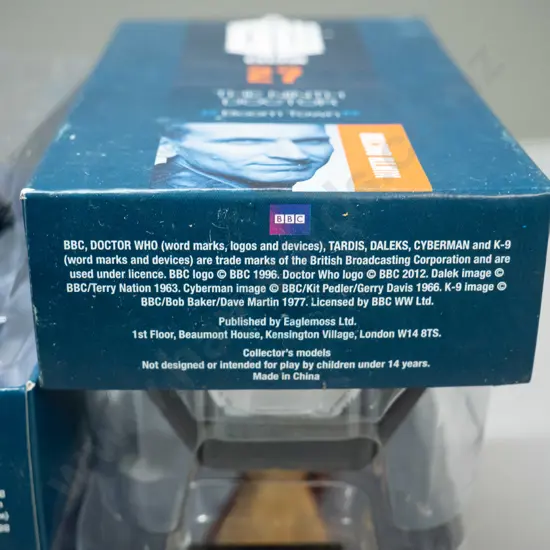 27
THE NINTH
DOCTOR
Boom Town
BBC
BBC, DOCTOR WHO (word marks, logos and devices), TARDIS, DALEKS, CYBERMAN and K-9
(word marks and devices) are trade marks of the British Broadcasting Corporation and are
used under licence. BBC logo © BBC 1996. Doctor Who logo © BBC 2012. Dalek image ©
BBC/Terry Nation 1963. Cyberman image © BBC/Kit Pedler/Gerry Davis 1966. K-9 image ©
BBC/Bob Baker/Dave Martin 1977. Licensed by BBC WW Ltd.
Published by Eaglemoss Ltd.
1st Floor, Beaumont House, Kensington Village, London W14 8TS.
Collector's models
Not designed or intended for play by children under 14 years.
Made in China